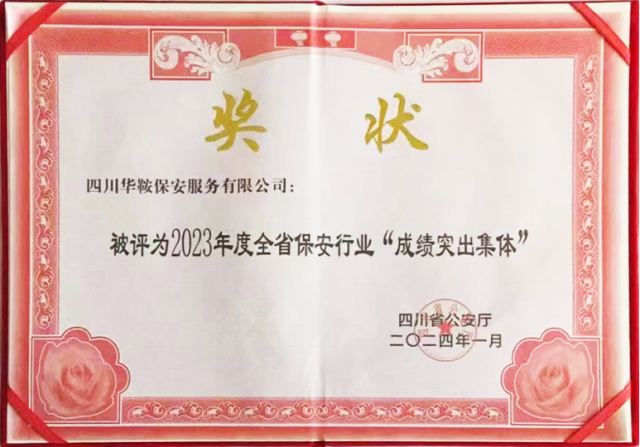 奖状
四川华鞍保安服务有限公司：
被评为2023年度全省保安行业“成绩突出集体”
四川省公安厅
二〇二四年一月